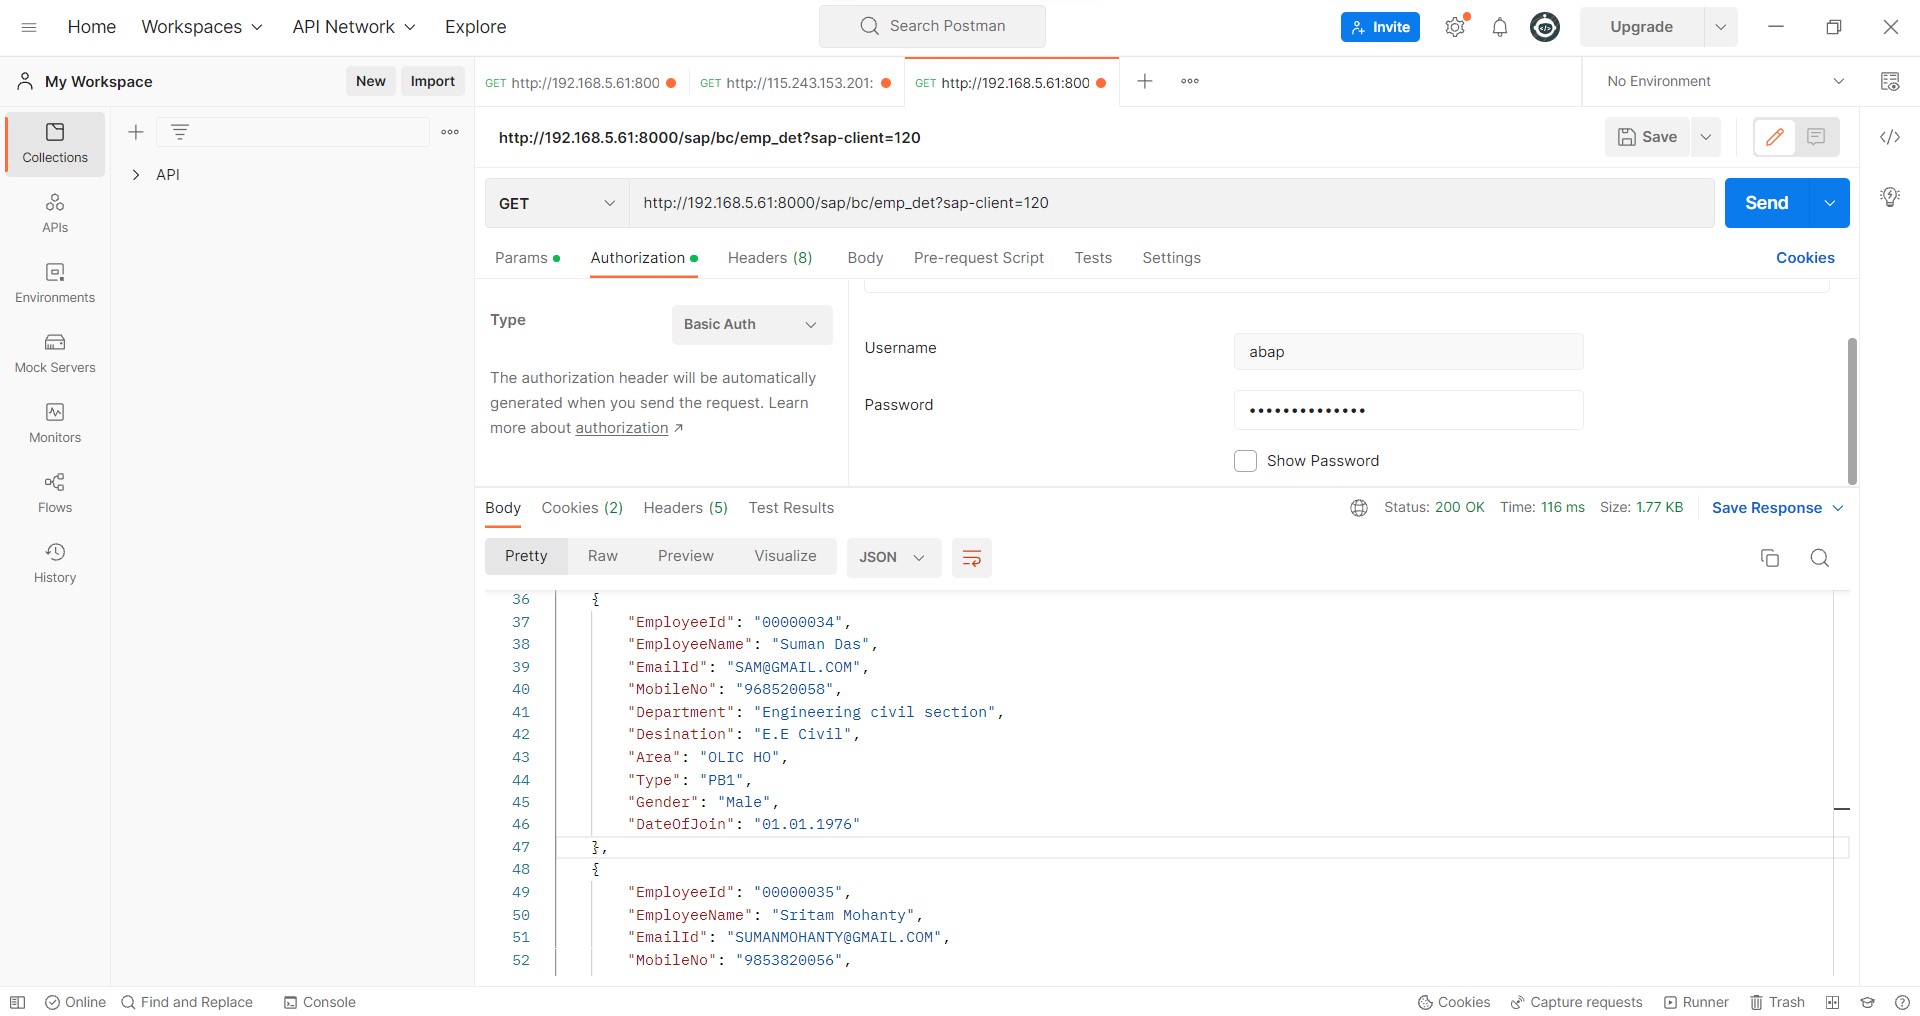 Home Workspaces API Network Explore Search Postman Invite Upgrade
My Workspace New Import GET http://192.168.5.61:800 GET http://115.243.153.201: GET http://192.168.5.61:800 No Environment
http://192.168.5.61:8000/sap/bc/emp_det?sap-client=120 Save
Collections
API
GET http://192.168.5.61:8000/sap/bc/emp_det?sap-client=120 Send
APIs
Params Authorization Headers (8) Body Pre-request Script Tests Settings Cookies
Environments
Type Basic Auth
Username abap
Mock Servers
The authorization header will be automatically
generated when you send the request. Learn
more about authorization
Password ••••••••••••••
Monitors
Show Password
Flows
Body Cookies (2) Headers (5) Test Results Status: 200 OK Time: 116 ms Size: 1.77 KB Save Response
Pretty Raw Preview Visualize JSON
History
36 {
37 "EmployeeId": "00000034",
38 "EmployeeName": "Suman Das",
39 "EmailId": "SAM@GMAIL.COM",
40 "MobileNo": "968520058",
41 "Department": "Engineering civil section",
42 "Desination": "E.E Civil",
43 "Area": "OLIC HO",
44 "Type": "PB1",
45 "Gender": "Male",
46 "DateOfJoin": "01.01.1976"
47 },
48 {
49 "EmployeeId": "00000035",
50 "EmployeeName": "Sritam Mohanty",
51 "EmailId": "SUMANMOHANTY@GMAIL.COM",
52 "MobileNo": "9853820056",
Online Find and Replace Console Cookies Capture requests Runner Trash